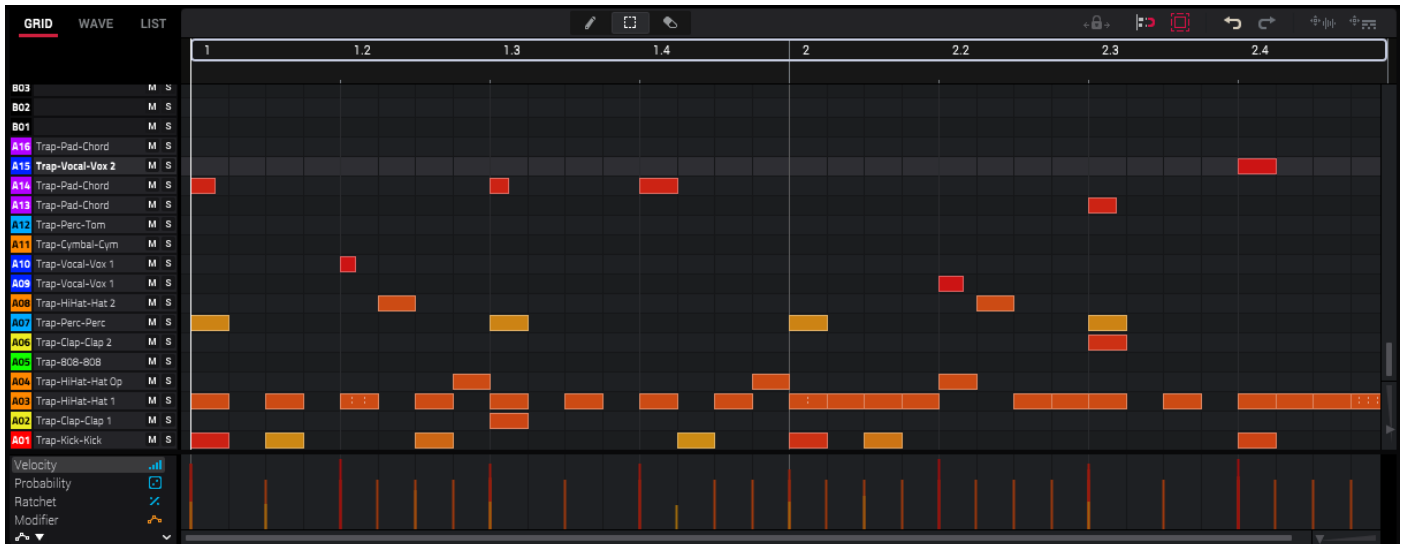 GRID WAVE LIST
1 1.2 1.3 1.4 2 2.2 2.3 2.4
B03 M S
B02 M S
B01 M S
A16 Trap-Pad-Chord M S
A15 Trap-Vocal-Vox 2 M S
A14 Trap-Pad-Chord M S
A13 Trap-Pad-Chord M S
A12 Trap-Perc-Tom M S
A11 Trap-Cymbal-Cym M S
A10 Trap-Vocal-Vox 1 M S
A09 Trap-Vocal-Vox 1 M S
A08 Trap-HiHat-Hat 2 M S
A07 Trap-Perc-Perc M S
A06 Trap-Clap-Clap 2 M S
A05 Trap-808-808 M S
A04 Trap-HiHat-Hat Op M S
A03 Trap-HiHat-Hat 1 M S
A02 Trap-Clap-Clap 1 M S
A01 Trap-Kick-Kick M S
Velocity
Probability
Ratchet
Modifier